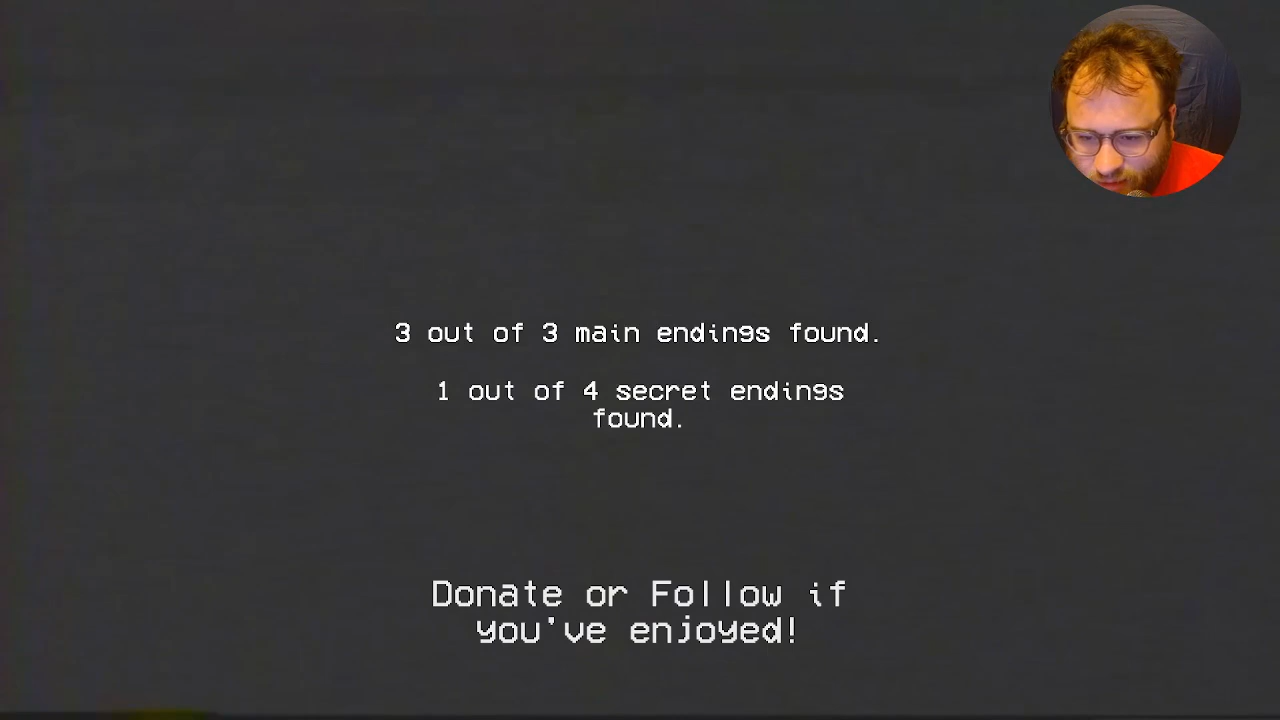 3 out of 3 main endings found.
1 out of 4 secret endings
found.
Donate or Follow if
you've enjoyed!